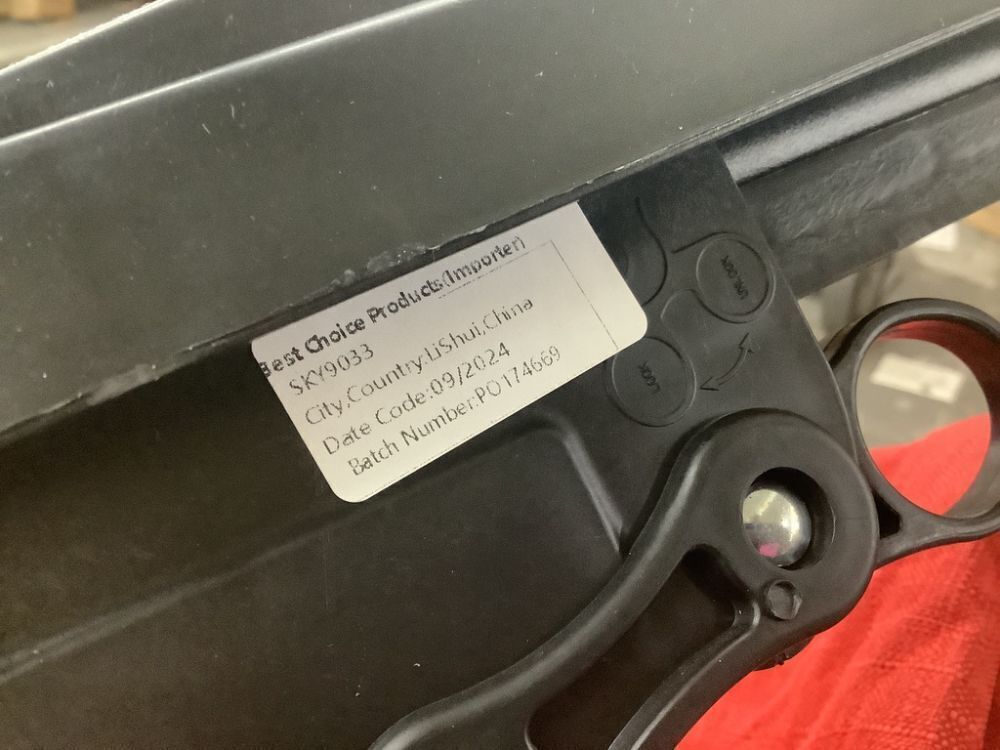 Best Choice Products(Importer)
SKY9033
City,Country:LiShui,China
Date Code:09/2024
Batch Number:PO174669
UNLOCK
LOCK